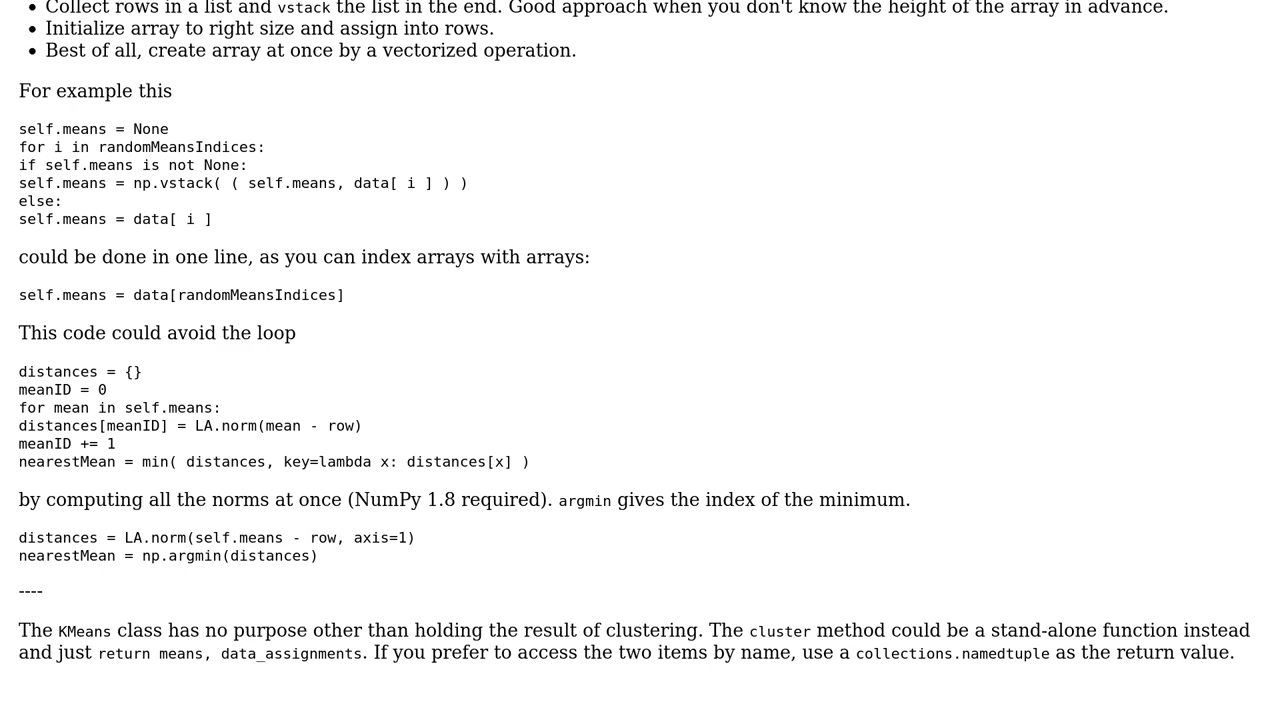 • Collect rows in a list and vstack the list in the end. Good approach when you don't know the height of the array in advance.
• Initialize array to right size and assign into rows.
• Best of all, create array at once by a vectorized operation.
For example this
self.means = None
for i in randomMeansIndices:
if self.means is not None:
self.means = np.vstack( ( self.means, data[ i ] ) )
else:
self.means = data[ i ]
could be done in one line, as you can index arrays with arrays:
self.means = data[randomMeansIndices]
This code could avoid the loop
distances = {}
meanID = 0
for mean in self.means:
distances[meanID] = LA.norm(mean - row)
meanID += 1
nearestMean = min( distances, key=lambda x: distances[x] )
by computing all the norms at once (NumPy 1.8 required). argmin gives the index of the minimum.
distances = LA.norm(self.means - row, axis=1)
nearestMean = np.argmin(distances)
----
The KMeans class has no purpose other than holding the result of clustering. The cluster method could be a stand-alone function instead
and just return means, data_assignments. If you prefer to access the two items by name, use a collections.namedtuple as the return value.